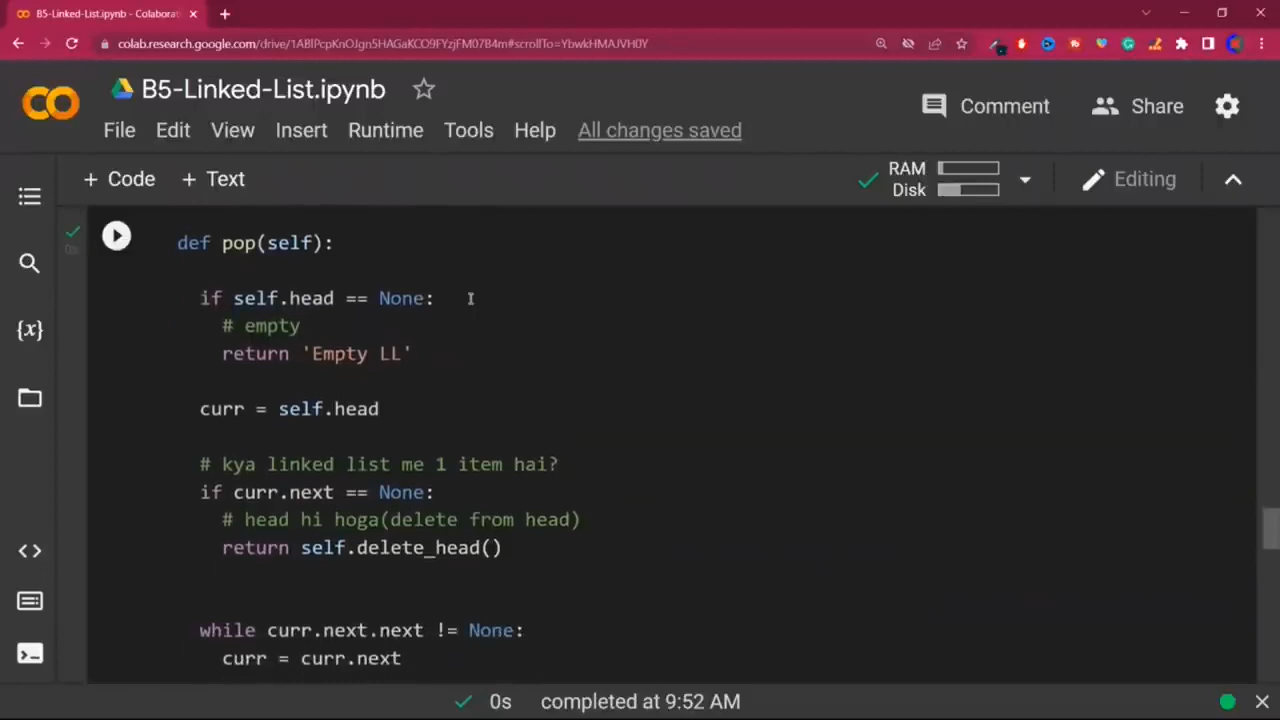 B5-Linked-List.ipynb - Colaborat
colab.research.google.com/drive/1ABlPcpKnOJgn5HAGaKCO9FYzjFM07B4m#scrollTo=YbwkHMAJVH0Y
B5-Linked-List.ipynb
Comment
Share
File Edit View Insert Runtime Tools Help All changes saved
+ Code + Text
RAM
Disk
Editing
0s
def pop(self):
if self.head == None:
# empty
return 'Empty LL'
curr = self.head
# kya linked list me 1 item hai?
if curr.next == None:
# head hi hoga(delete from head)
return self.delete_head()
while curr.next.next != None:
curr = curr.next
0s completed at 9:52 AM